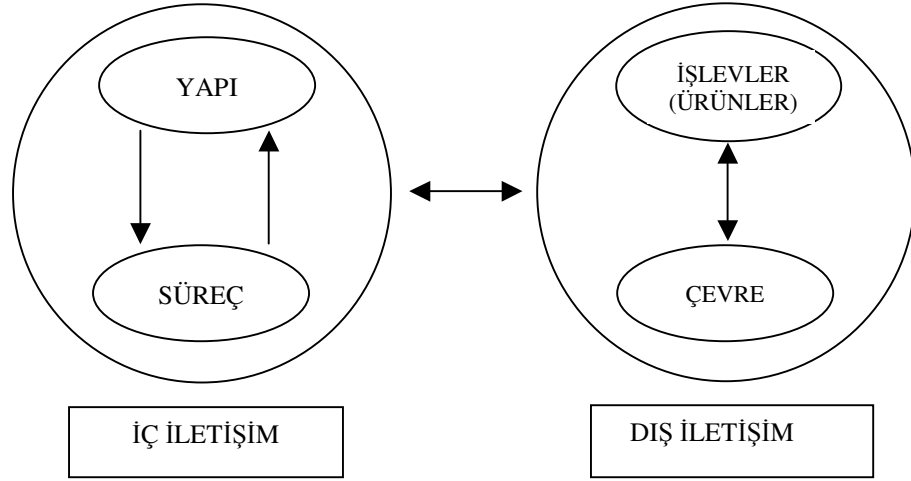 YAPI
SÜREÇ
İÇ İLETİŞİM
İŞLEVLER
(ÜRÜNLER)
ÇEVRE
DIŞ İLETİŞİM